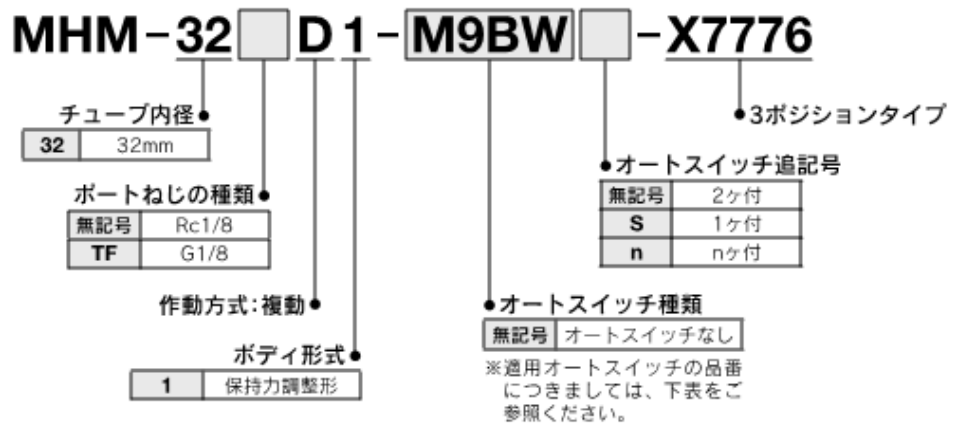 MHM-32 D1-M9BW -X7776
チューブ内径
32 32mm
ポートねじの種類
無記号 Rc1/8
TF G1/8
作動方式:複動
ボディ形式
1 保持力調整形
オートスイッチ種類
無記号 オートスイッチなし
※適用オートスイッチの品番
につきましては、下表をご
参照ください。
オートスイッチ追記号
無記号 2ヶ付
S 1ヶ付
n nヶ付
3ポジションタイプ